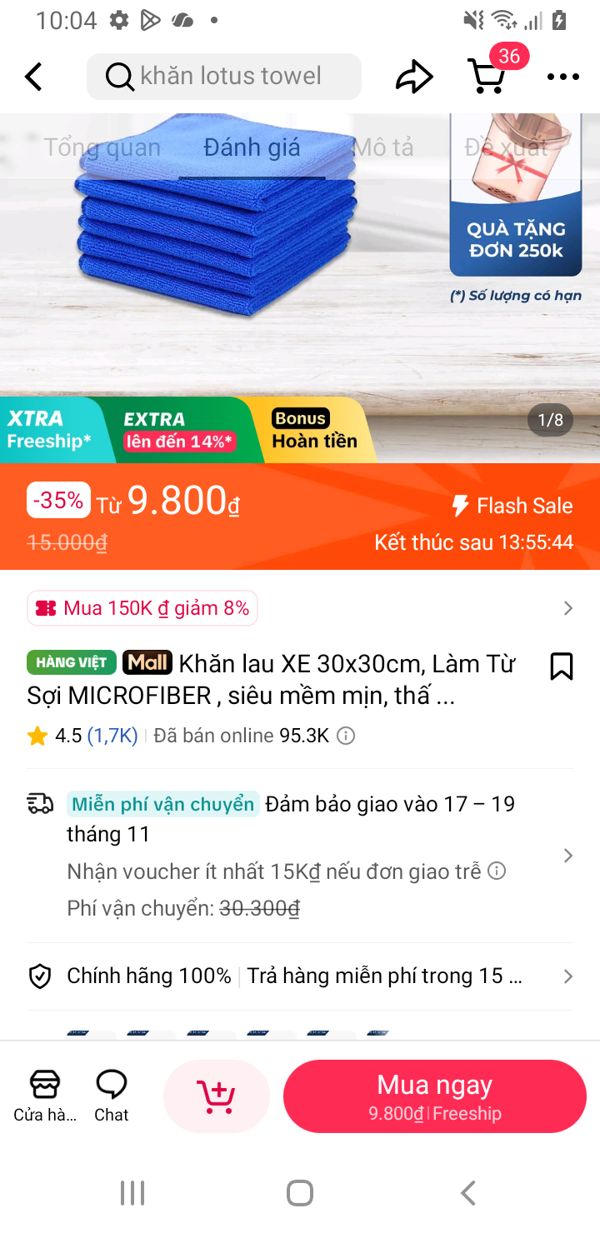 10:04
khăn lotus towel
36
Tổng quan Đánh giá Mô tả Đề xuất
QUÀ TẶNG
ĐƠN 250k
(*) Số lượng có hạn
XTRA
Freeship*
EXTRA
lên đến 14%*
Bonus
Hoàn tiền
1/8
-35% Từ 9.800₫
Flash Sale
15.000₫
Kết thúc sau 13:55:44
Mua 150K ₫ giảm 8%
HÀNG VIỆT Mall Khăn lau XE 30x30cm, Làm Từ
Sợi MICROFIBER , siêu mềm mịn, thấ ...
4.5 (1,7K) Đã bán online 95.3K
Miễn phí vận chuyển Đảm bảo giao vào 17 – 19
tháng 11
Nhận voucher ít nhất 15K₫ nếu đơn giao trễ
Phí vận chuyển: 30.300₫
Chính hãng 100% Trả hàng miễn phí trong 15 ...
Cửa hà...
Chat
Mua ngay
9.800₫ Freeship